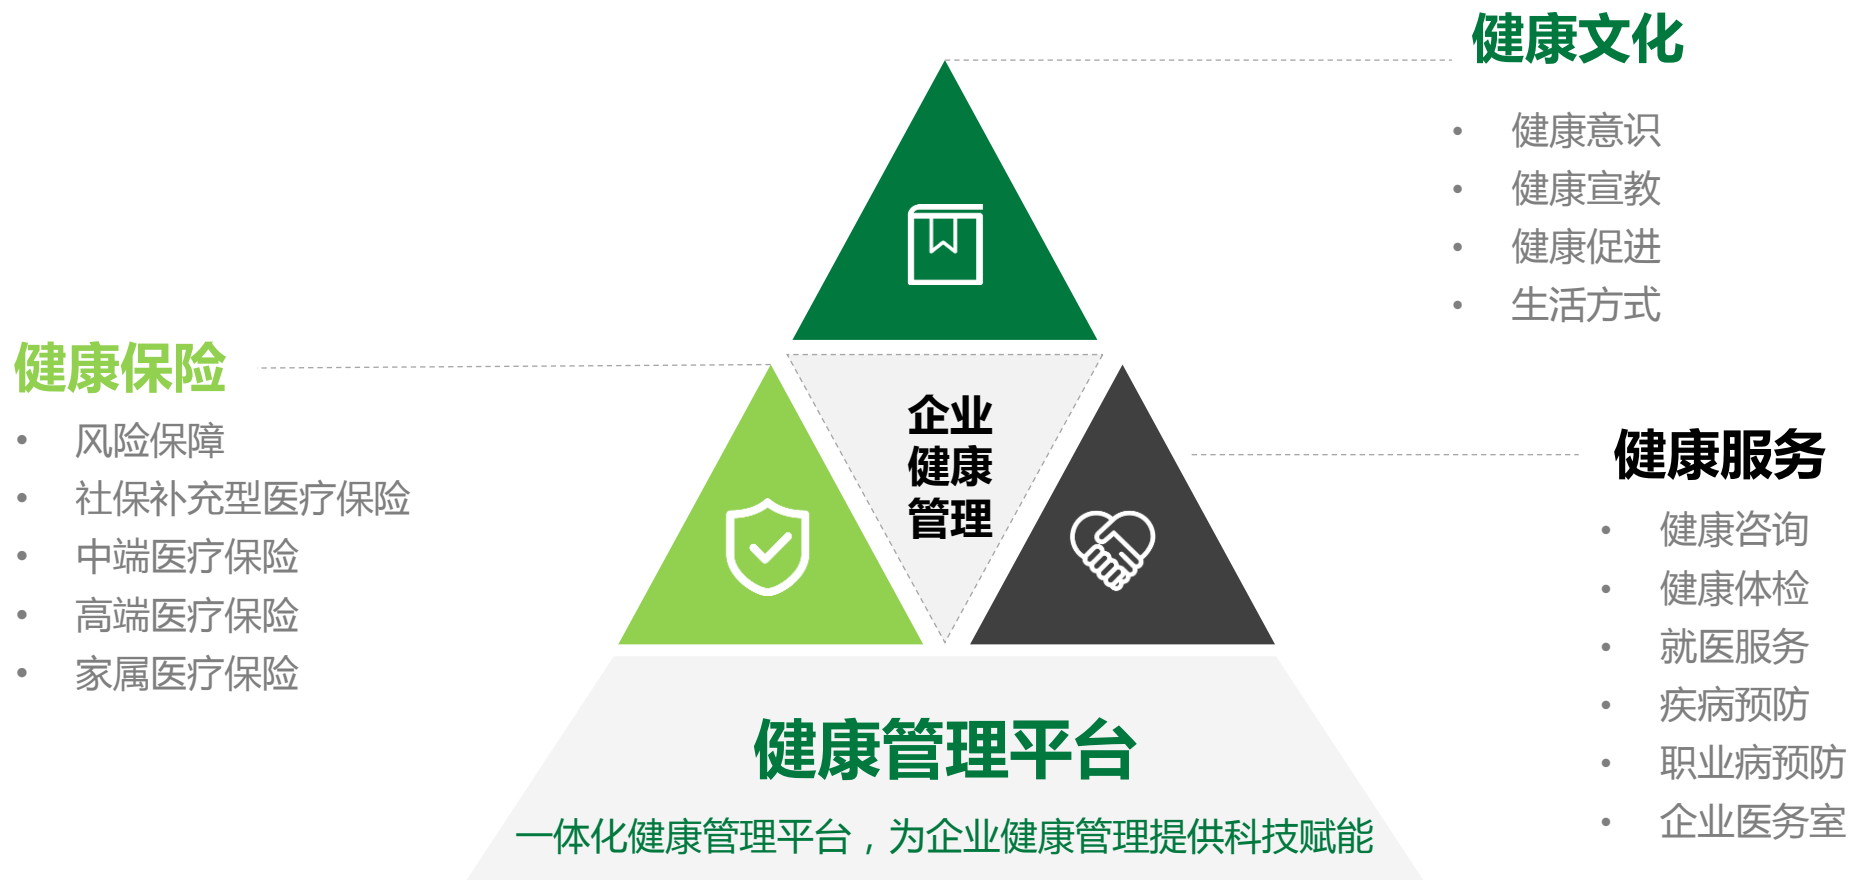 健康文化
健康意识
健康宣教
健康促进
生活方式
健康保险
风险保障
社保补充型医疗保险
中端医疗保险
高端医疗保险
家属医疗保险
企业
健康
管理
健康服务
健康咨询
健康体检
就医服务
疾病预防
职业病预防
企业医务室
健康管理平台
一体化健康管理平台，为企业健康管理提供科技赋能